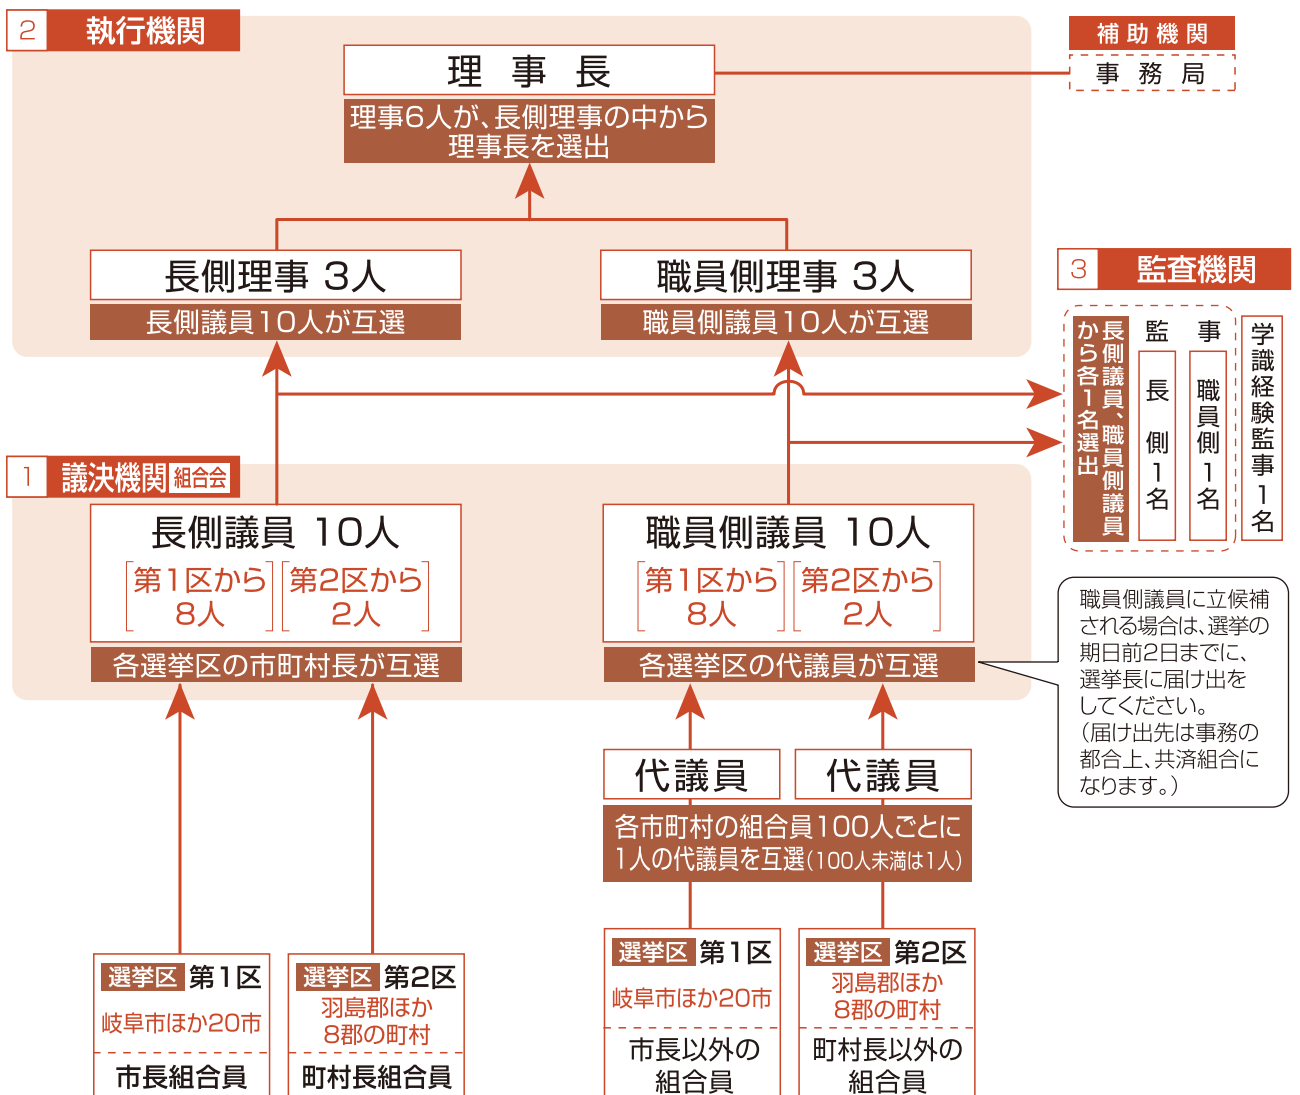 2 執行機関
理事長
理事6人が、長側理事の中から
理事長を選出
補助機関
事務局
長側理事 3人
長側議員10人が互選
職員側理事 3人
職員側議員10人が互選
3 監査機関
長側議員、職員側議員
から各1名選出
監事
長側1名
職員側1名
学識経験監事1名
1 議決機関 組合会
長側議員 10人
第1区から
8人
第2区から
2人
各選挙区の市町村長が互選
職員側議員 10人
第1区から
8人
第2区から
2人
各選挙区の代議員が互選
職員側議員に立候補
される場合は、選挙の
期日前2日までに、
選挙長に届け出を
してください。
(届け出先は事務の
都合上、共済組合に
なります。)
代議員
代議員
各市町村の組合員100人ごとに
1人の代議員を互選(100人未満は1人)
選挙区 第1区
岐阜市ほか20市
市長組合員
選挙区 第2区
羽島郡ほか
8郡の町村
町村長組合員
選挙区 第1区
岐阜市ほか20市
市長以外の
組合員
選挙区 第2区
羽島郡ほか
8郡の町村
町村長以外の
組合員